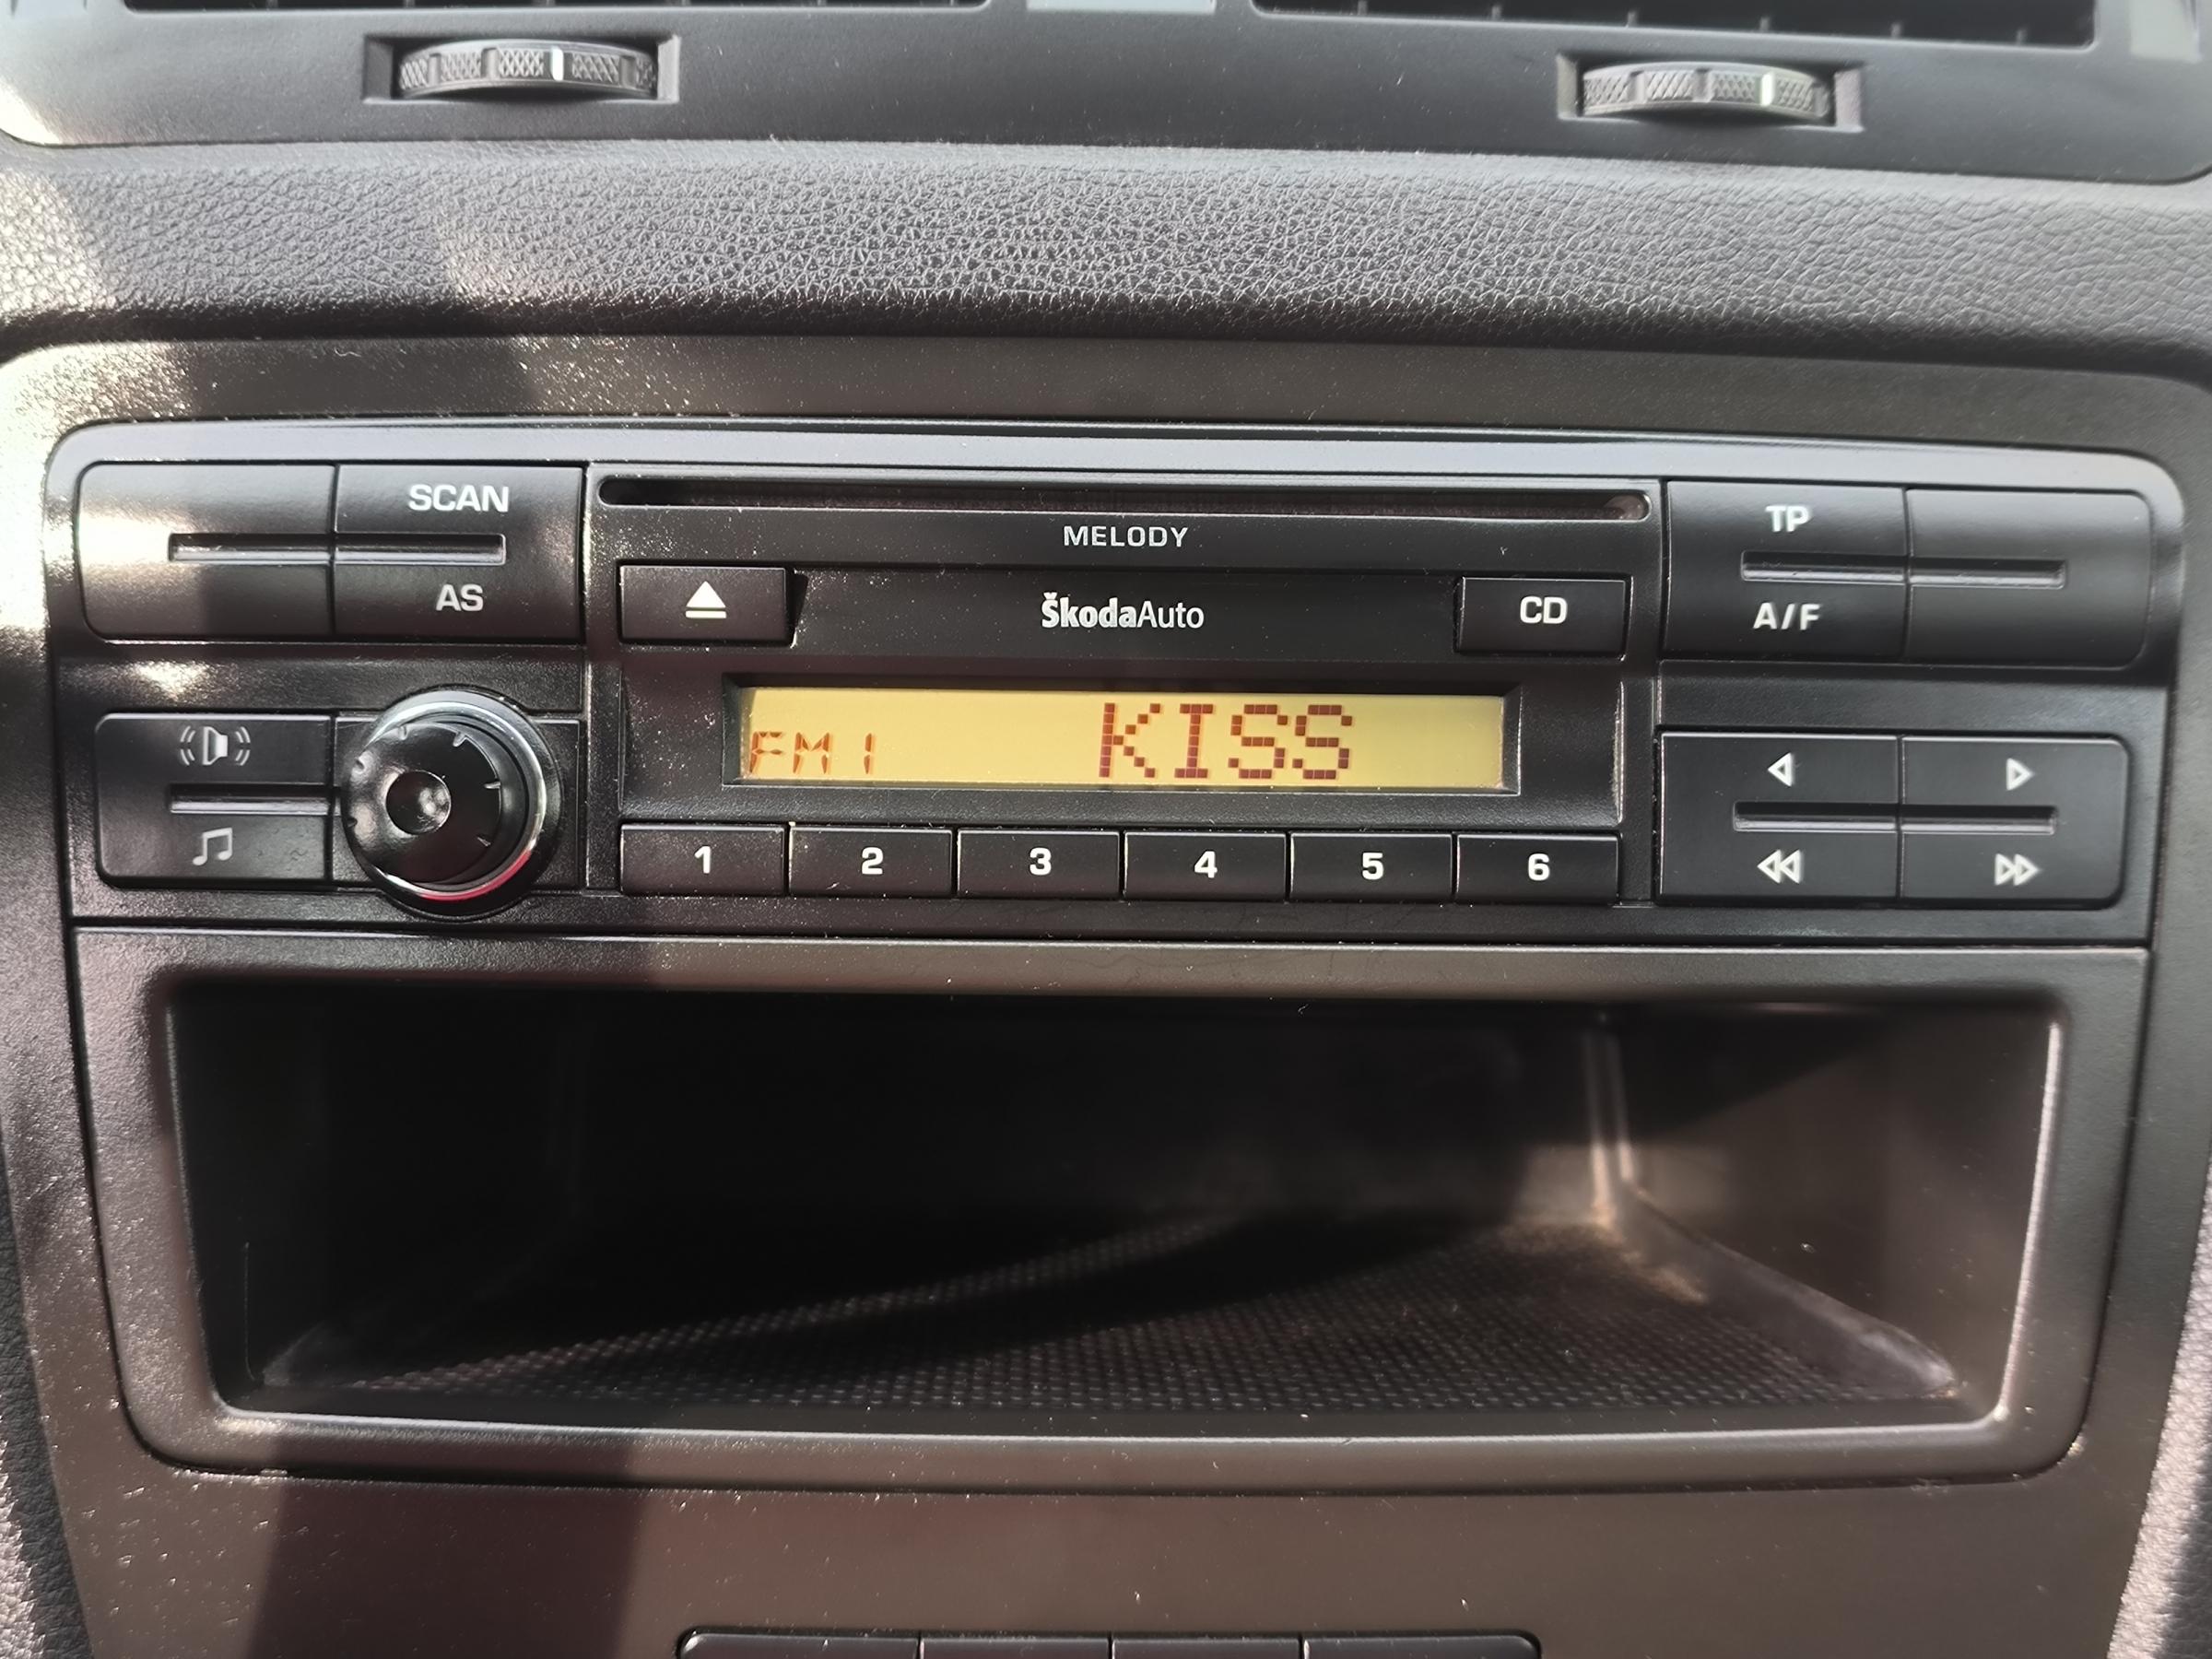 SCAN
AS
MELODY
ŠkodaAuto
CD
TP
A/F
FM1 KISS
1 2 3 4 5 6